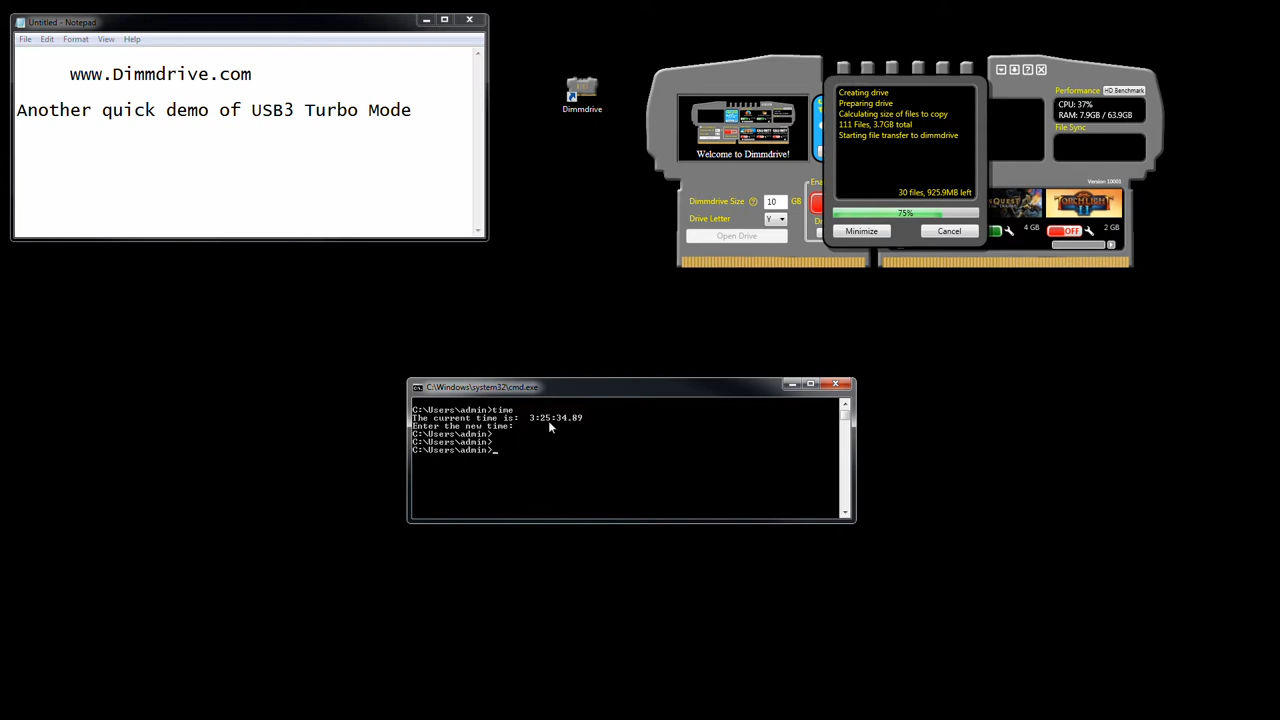 Untitled - Notepad
File Edit Format View Help
www.Dimmdrive.com
Another quick demo of USB3 Turbo Mode
Dimmdrive
Welcome to Dimmdrive!
Dimmdrive Size ? 10 GB
Drive Letter Y
Open Drive
Creating drive
Preparing drive
Calculating size of files to copy
111 Files, 3.7GB total
Starting file transfer to dimmdrive
30 files, 925.9MB left
75%
Minimize Cancel
Performance HD Benchmark
CPU: 37%
RAM: 7.9GB / 63.9GB
File Sync
Version 10001
TORCHLIGHT II
4 GB OFF 2 GB
C:\Windows\system32\cmd.exe
C:\Users\admin>time
The current time is: 3:25:34.89
Enter the new time:
C:\Users\admin>
C:\Users\admin>
C:\Users\admin>_